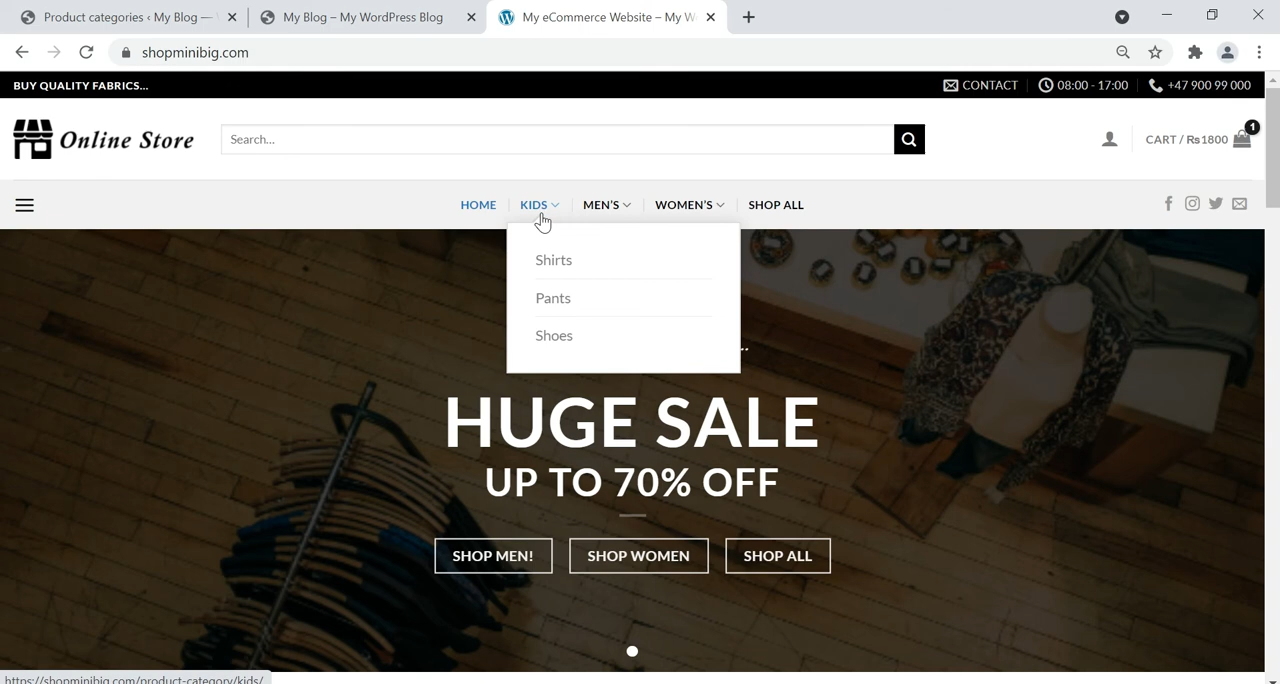 Product categories ‹ My Blog —
My Blog – My WordPress Blog
My eCommerce Website – My W
shopminibig.com
BUY QUALITY FABRICS...
CONTACT
08:00 - 17:00
+47 900 99 000
Online Store
Search...
CART / ₨1800
1
HOME
KIDS
MEN'S
WOMEN'S
SHOP ALL
Shirts
Pants
Shoes
HUGE SALE
UP TO 70% OFF
SHOP MEN!
SHOP WOMEN
SHOP ALL
https://shopminibig.com/product-category/kids/